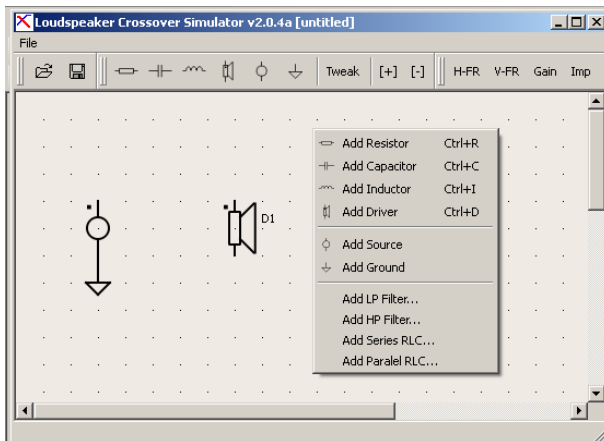 Loudspeaker Crossover Simulator v2.0.4a [untitled]
File
Tweak [+] [-] H-FR V-FR Gain Imp
Add Resistor Ctrl+R
Add Capacitor Ctrl+C
Add Inductor Ctrl+I
Add Driver Ctrl+D
D1
Add Source
Add Ground
Add LP Filter...
Add HP Filter...
Add Series RLC...
Add Paralel RLC...